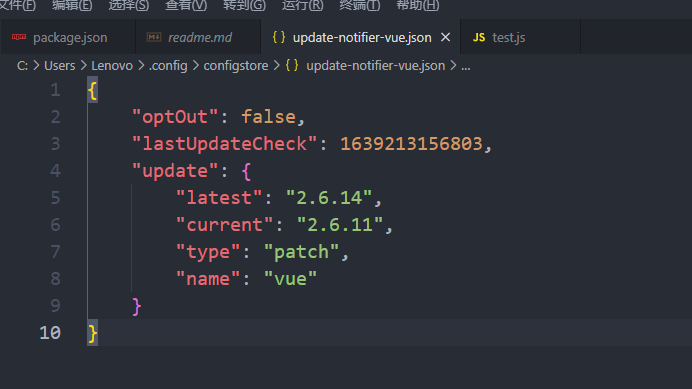 文件(F) 编辑(E) 选择(S) 查看(V) 转到(G) 运行(R) 终端(T) 帮助(H)
package.json readme.md { } update-notifier-vue.json × JS test.js
C: > Users > Lenovo > .config > configstore > { } update-notifier-vue.json > ...
1 {
2 "optOut": false,
3 "lastUpdateCheck": 1639213156803,
4 "update": {
5 "latest": "2.6.14",
6 "current": "2.6.11",
7 "type": "patch",
8 "name": "vue"
9 }
10 }